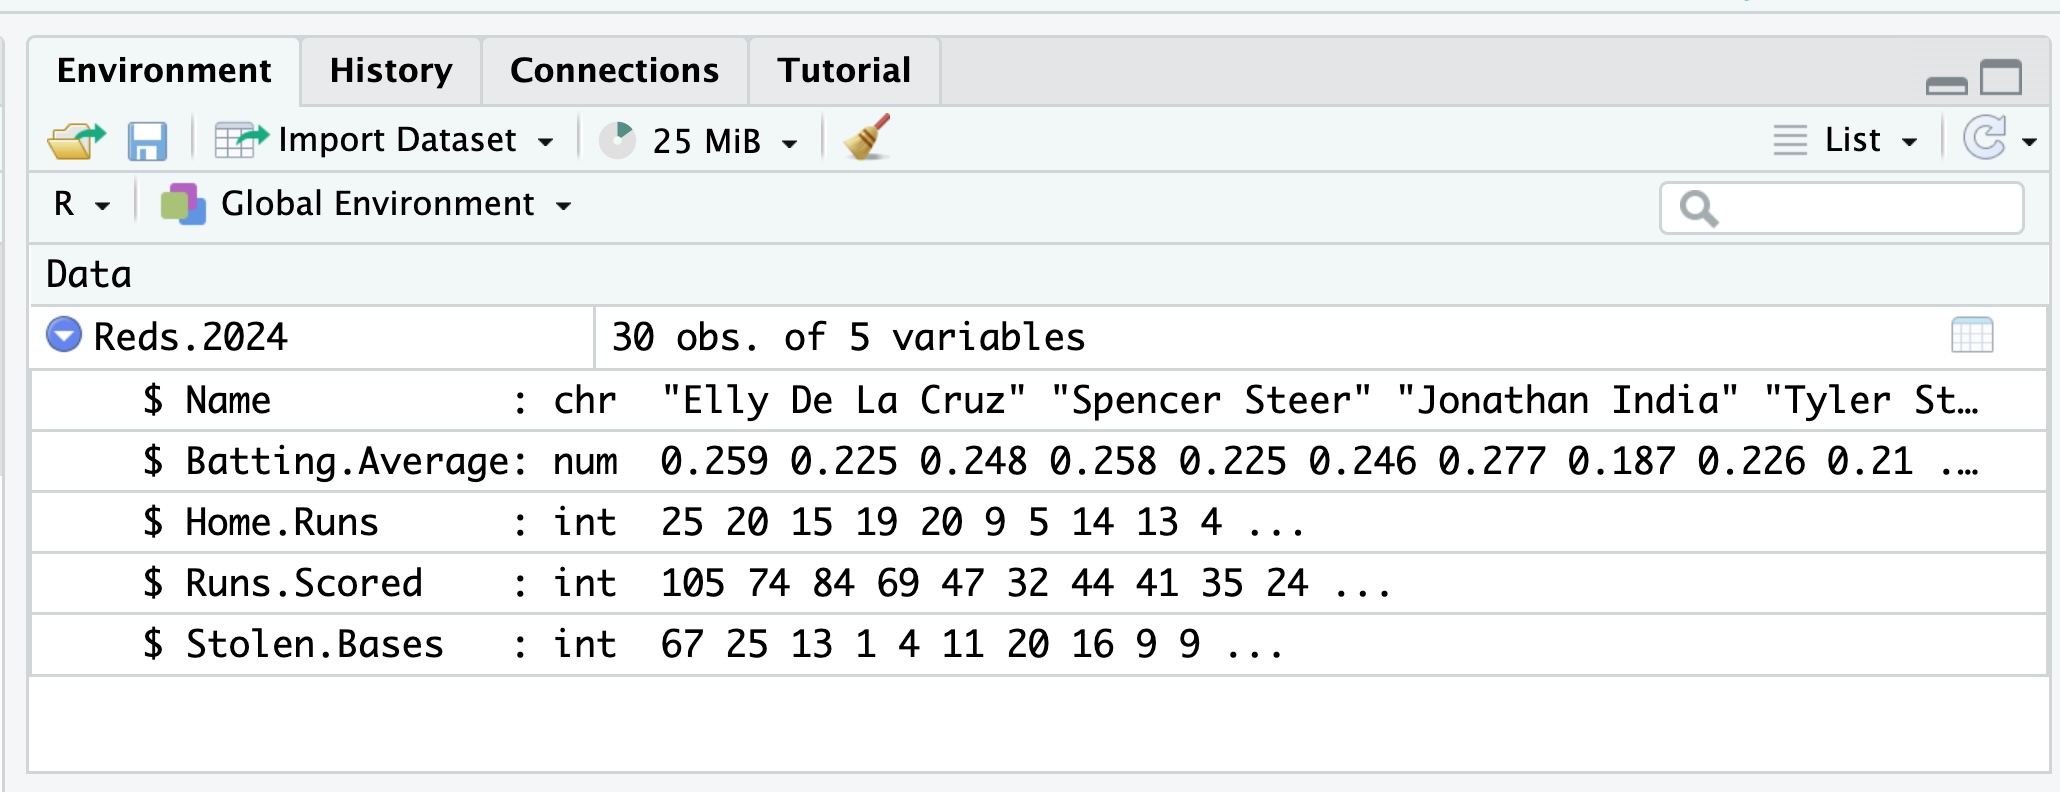 Environment History Connections Tutorial
Import Dataset 25 MiB List
R Global Environment
Data
Reds.2024 30 obs. of 5 variables
$ Name : chr "Elly De La Cruz" "Spencer Steer" "Jonathan India" "Tyler St…
$ Batting.Average: num 0.259 0.225 0.248 0.258 0.225 0.246 0.277 0.187 0.226 0.21 .…
$ Home.Runs : int 25 20 15 19 20 9 5 14 13 4 ...
$ Runs.Scored : int 105 74 84 69 47 32 44 41 35 24 ...
$ Stolen.Bases : int 67 25 13 1 4 11 20 16 9 9 ...